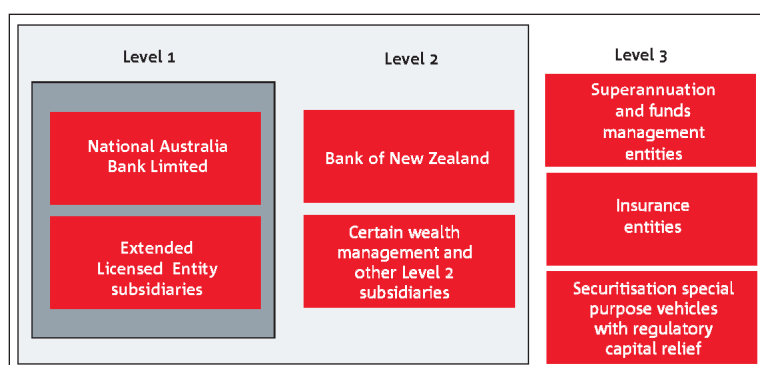 Level 1
National Australia
Bank Limited
Extended
Licensed Entity
subsidiaries
Level 2
Bank of New Zealand
Certain wealth
management and
other Level 2
subsidiaries
Level 3
Superannuation
and funds
management
entities
Insurance
entities
Securitisation special
purpose vehicles
with regulatory
capital relief